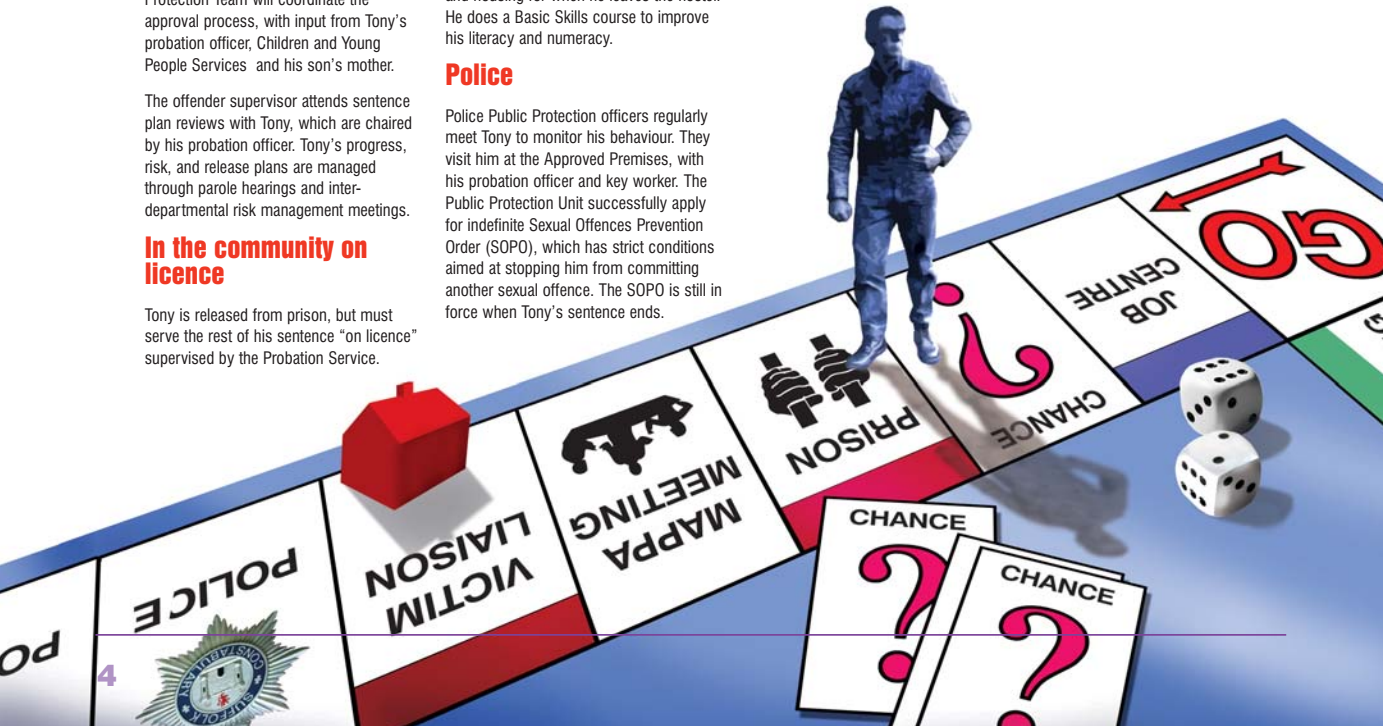 approval process, with input from Tony’s
probation officer, Children and Young
People Services and his son’s mother.
The offender supervisor attends sentence
plan reviews with Tony, which are chaired
by his probation officer. Tony’s progress,
risk, and release plans are managed
through parole hearings and inter-
departmental risk management meetings.
In the community on
licence
Tony is released from prison, but must
serve the rest of his sentence “on licence”
supervised by the Probation Service.
He does a Basic Skills course to improve
his literacy and numeracy.
Police
Police Public Protection officers regularly
meet Tony to monitor his behaviour. They
visit him at the Approved Premises, with
his probation officer and key worker. The
Public Protection Unit successfully apply
for indefinite Sexual Offences Prevention
Order (SOPO), which has strict conditions
aimed at stopping him from committing
another sexual offence. The SOPO is still in
force when Tony’s sentence ends.
GO
JOB
CENTRE
CHANCE
?
PRISON
MAPPA
MEETING
VICTIM
LIAISON
POLICE
SUFFOLK
CONSTABULARY
PO
CHANCE
?
CHANCE
?
4